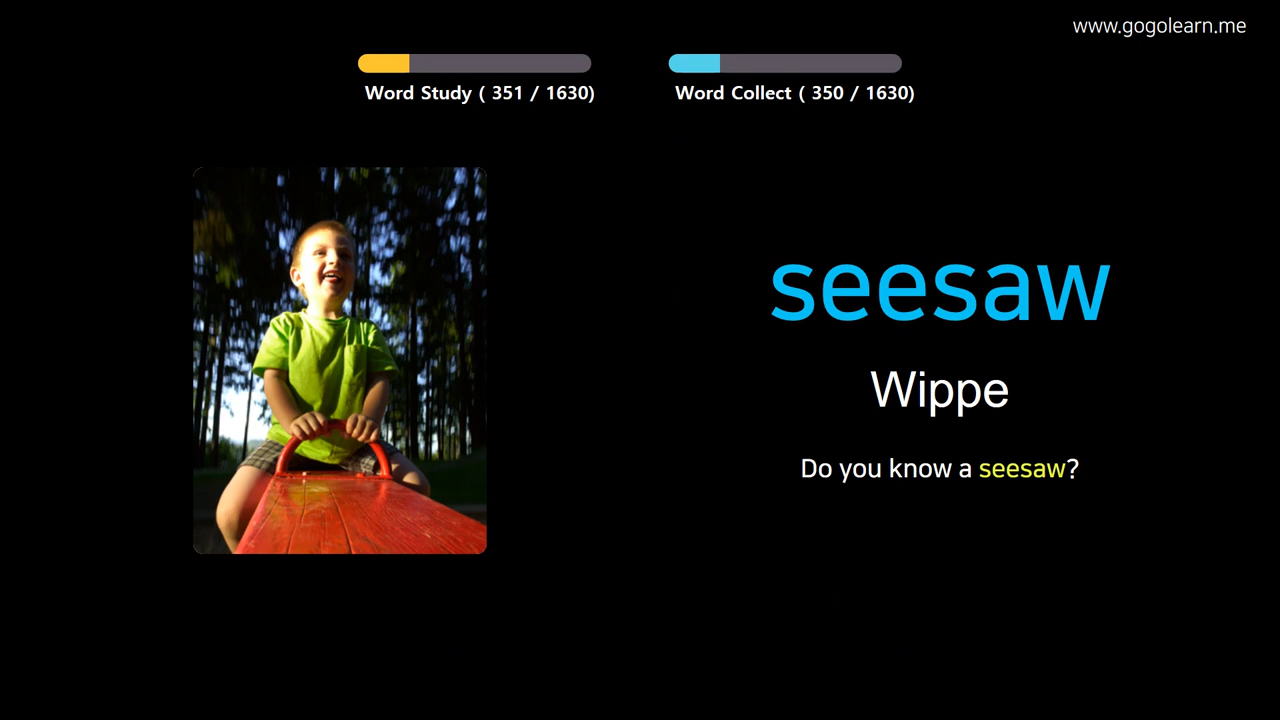 www.gogolearn.me
Word Study ( 351 / 1630)
Word Collect ( 350 / 1630)
seesaw
Wippe
Do you know a seesaw?